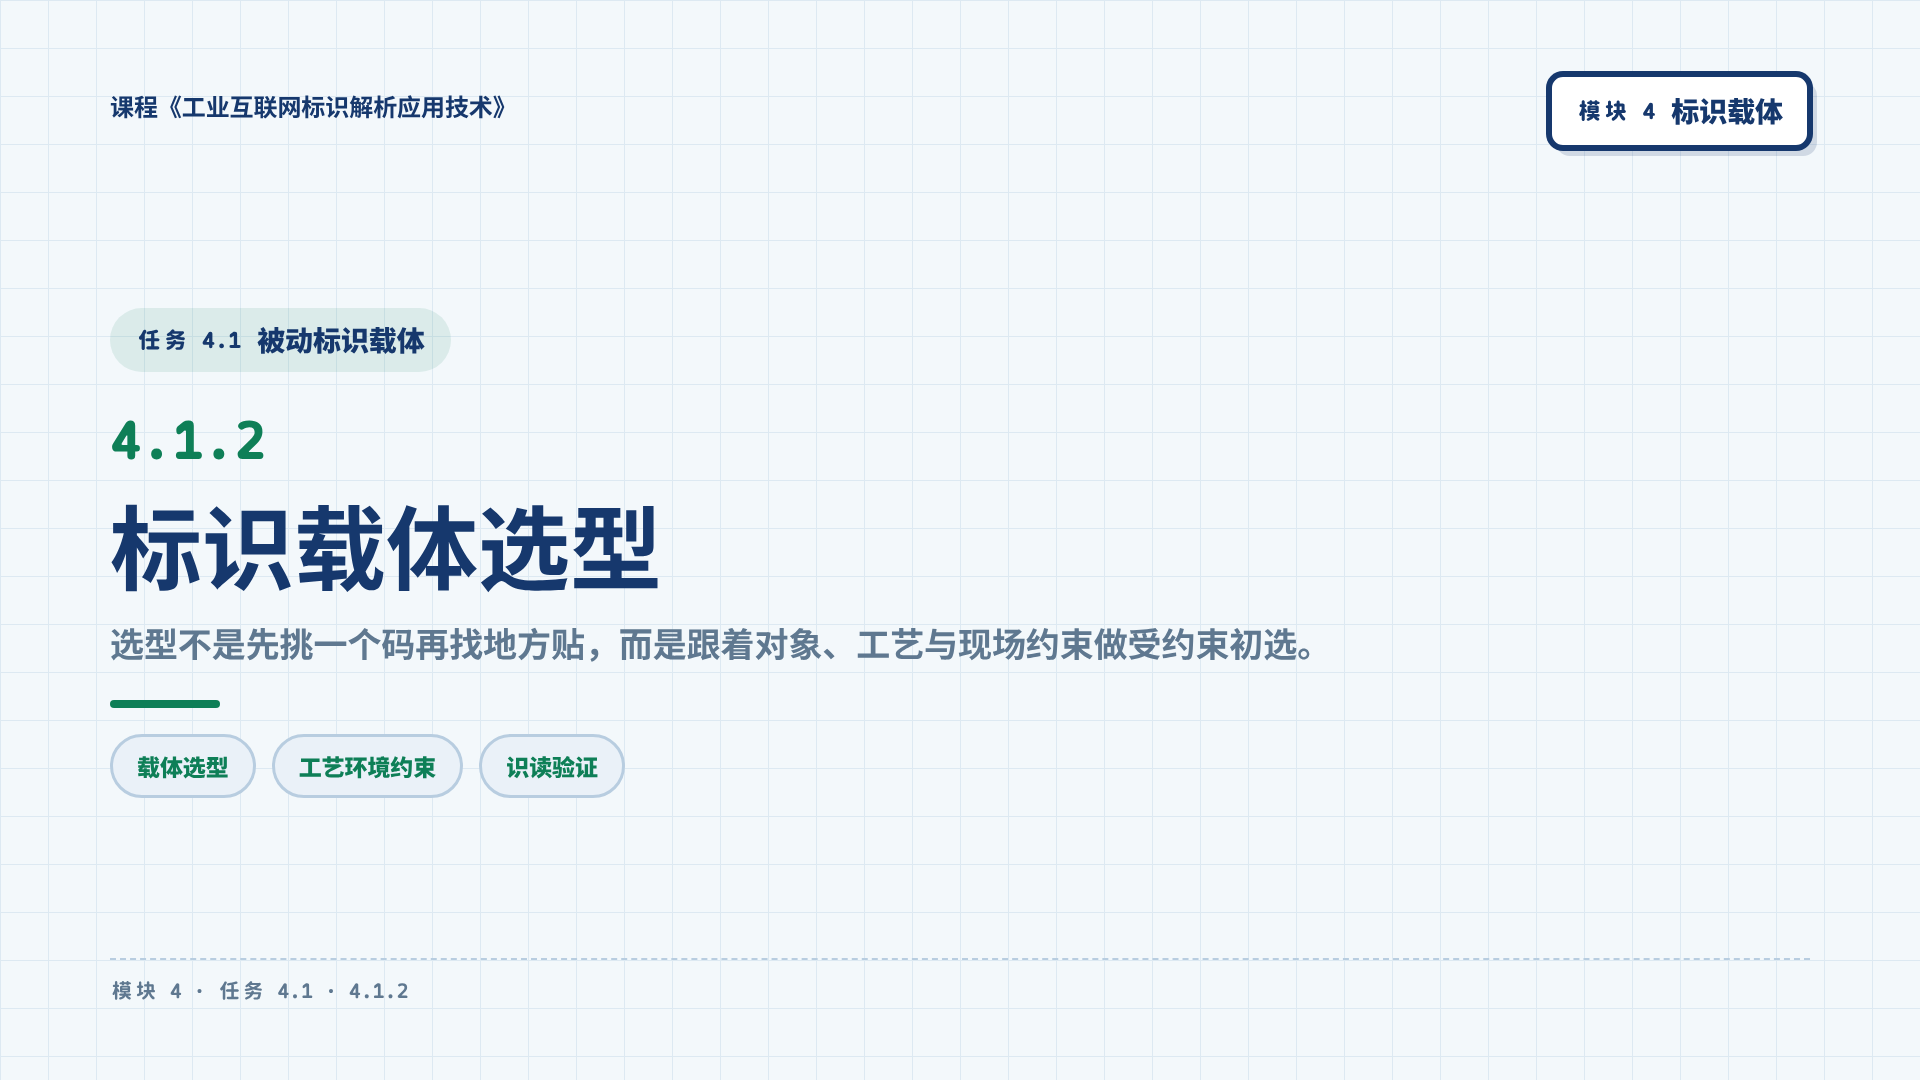 课程《工业互联网标识解析应用技术》
模块 4 标识载体
任务 4.1 被动标识载体
4.1.2
标识载体选型
选型不是先挑一个码再找地方贴，而是跟着对象、工艺与现场约束做受约束初选。
载体选型
工艺环境约束
识读验证
模块 4 · 任务 4.1 · 4.1.2